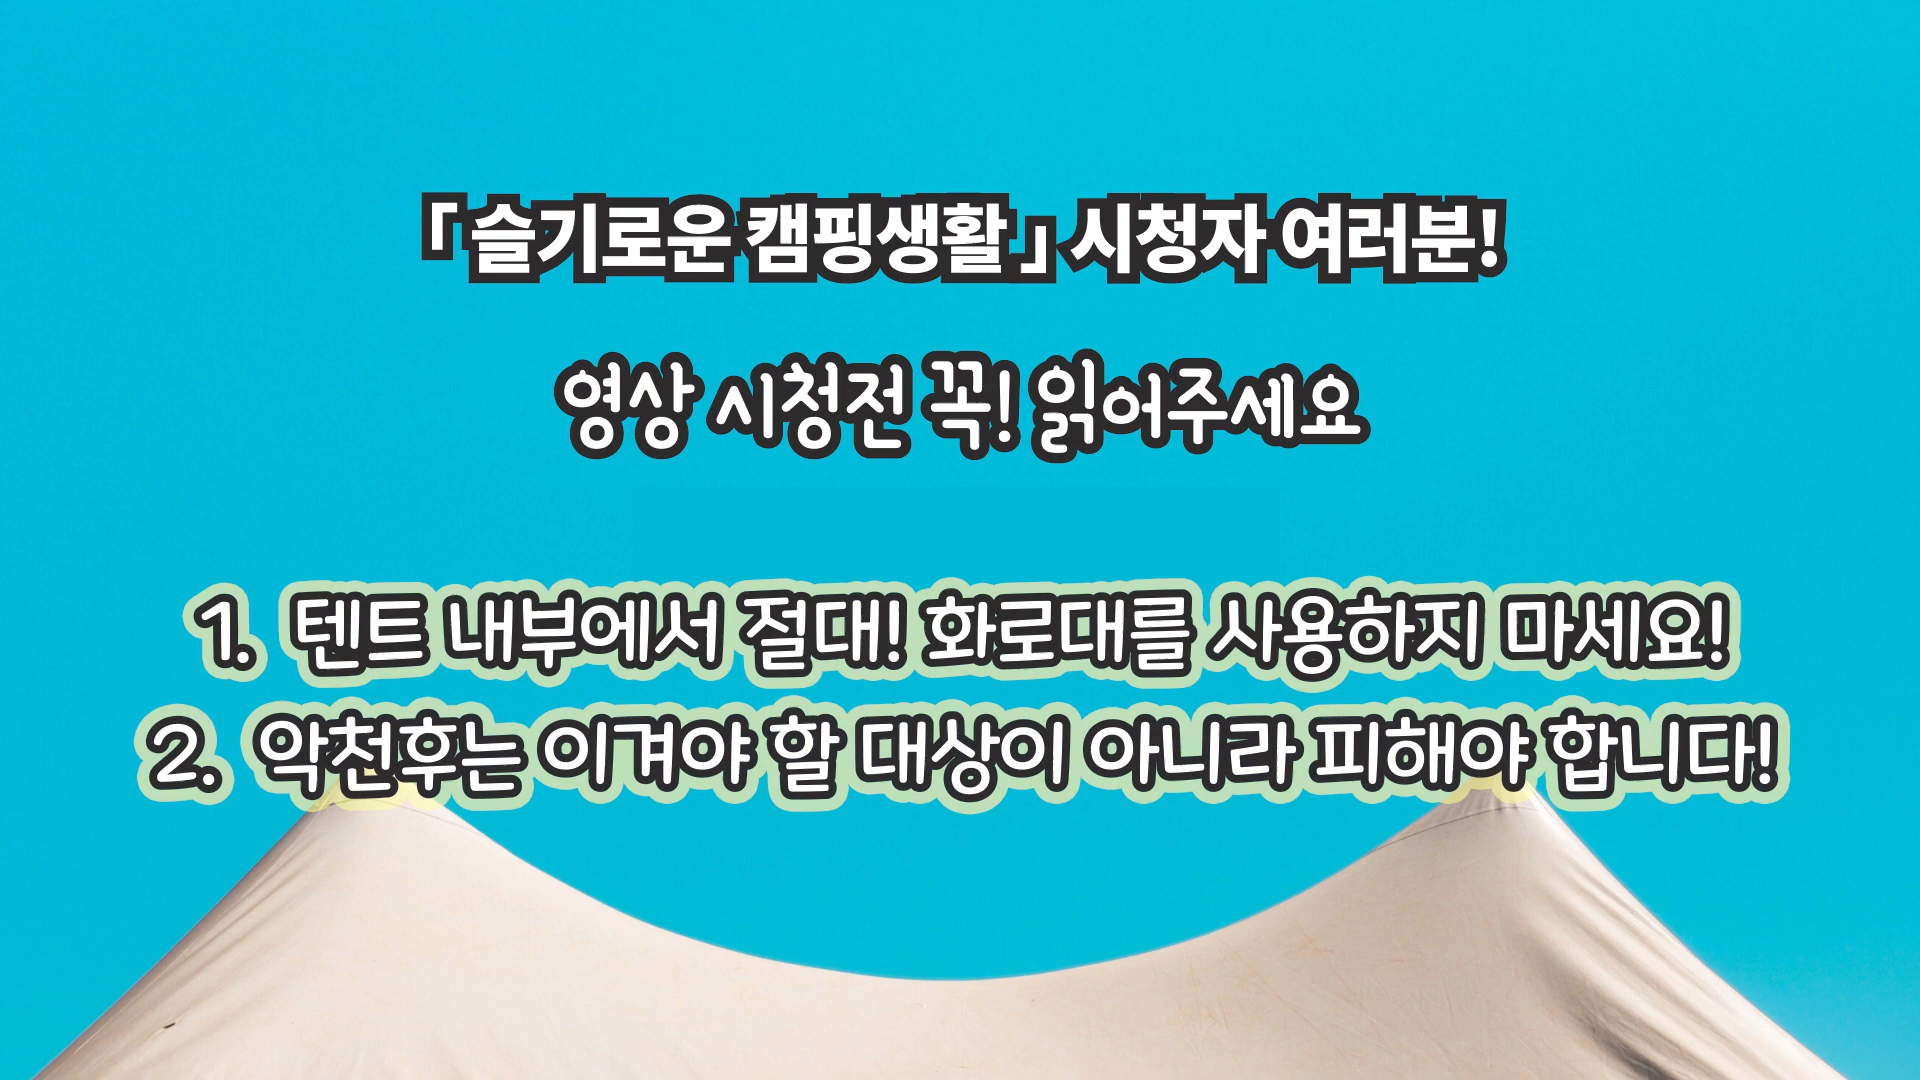 「슬기로운 캠핑생활」 시청자 여러분!
영상 시청전 꼭! 읽어주세요
1. 텐트 내부에서 절대! 화로대를 사용하지 마세요!
2. 악천후는 이겨야 할 대상이 아니라 피해야 합니다!